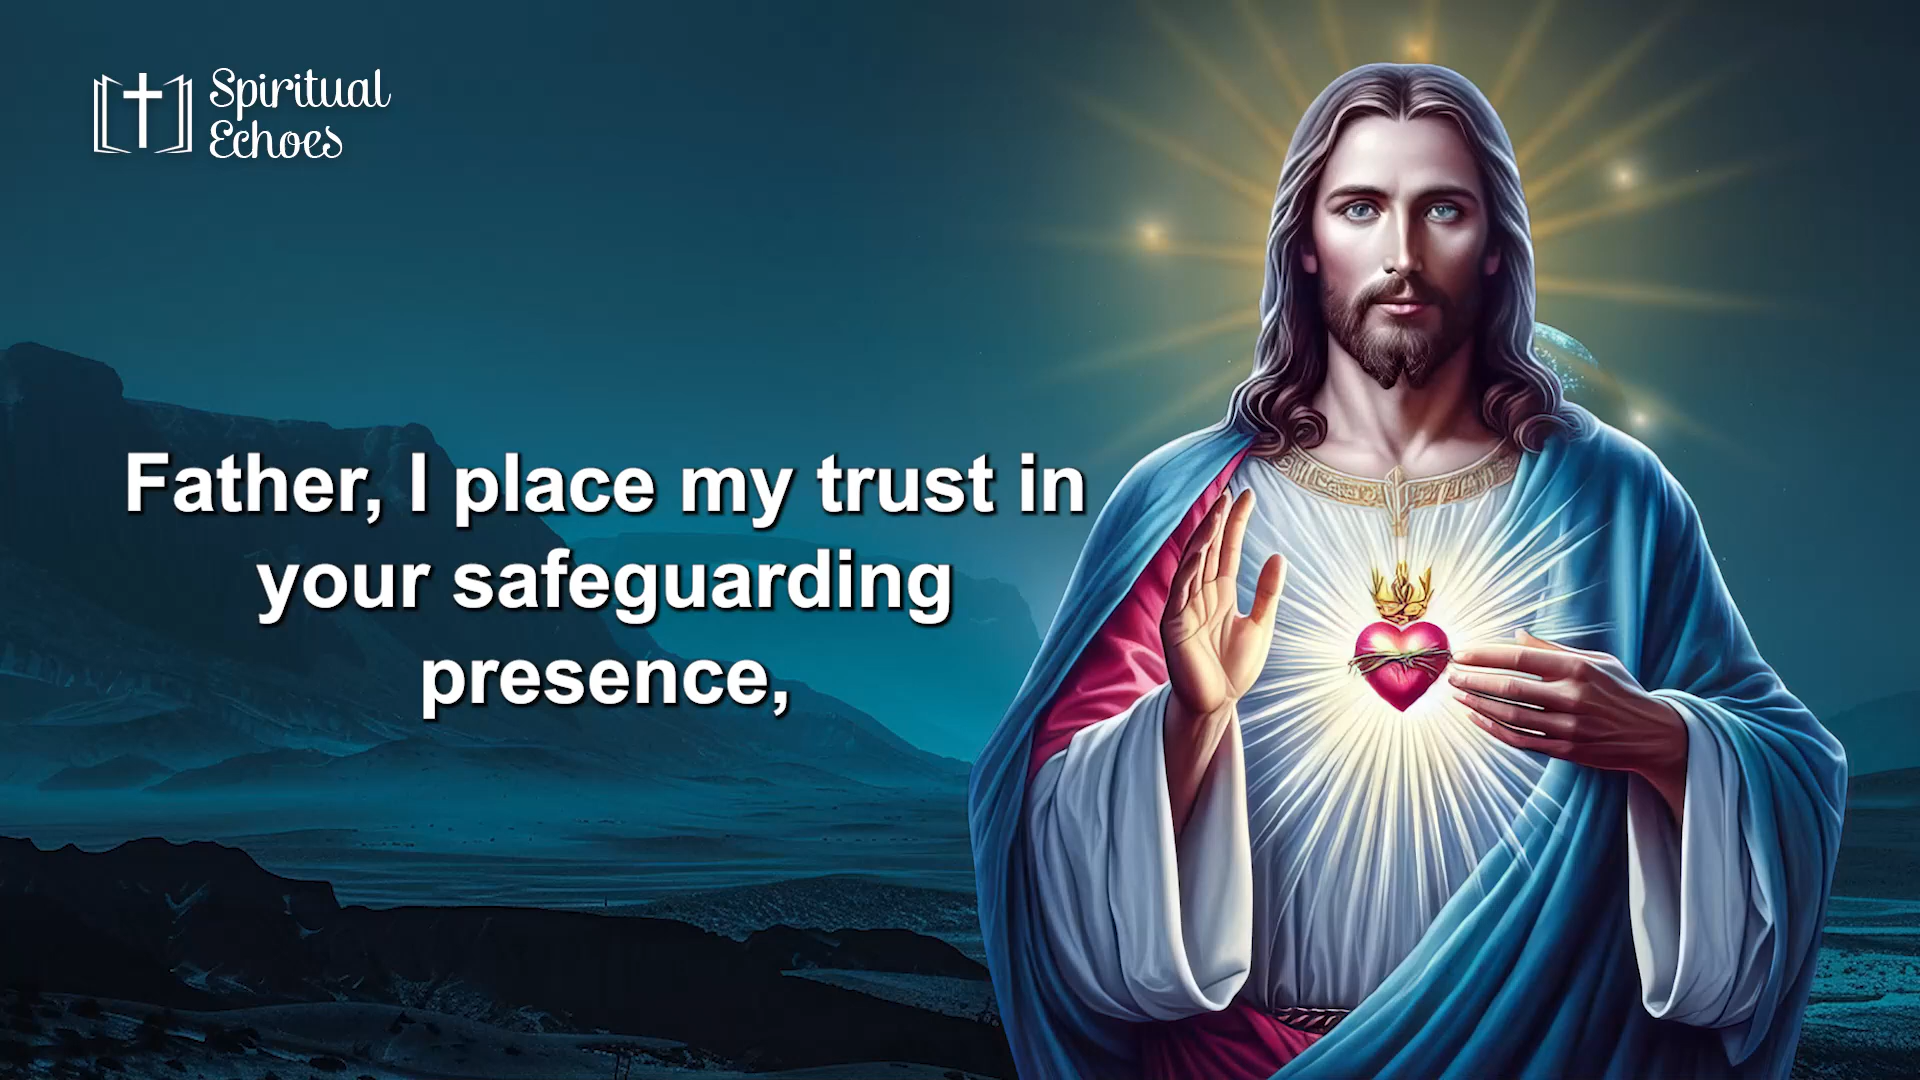 Spiritual
Echoes
Father, I place my trust in
your safeguarding
presence,